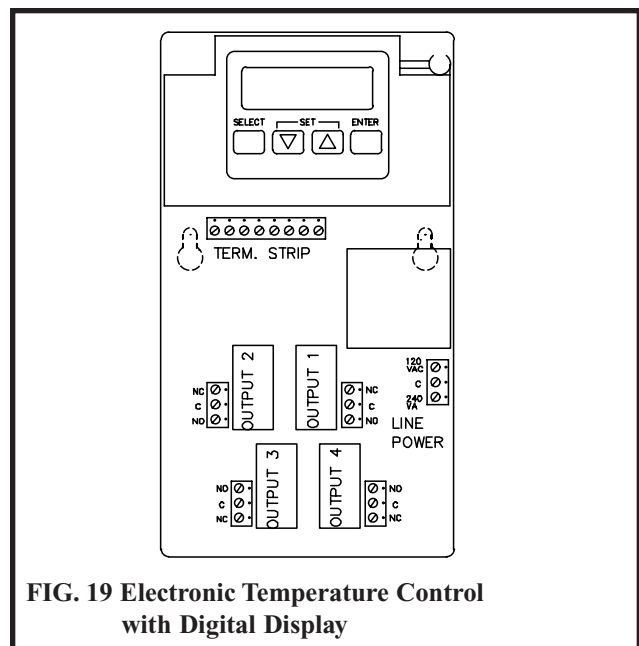 SELECT SET ENTER
TERM. STRIP
OUTPUT 2
OUTPUT 1
NC
C
NO
NC
C
NO
120
VAC
C
240
VA
LINE
POWER
OUTPUT 3
OUTPUT 4
NO
C
NC
NO
C
NC
FIG. 19 Electronic Temperature Control
with Digital Display